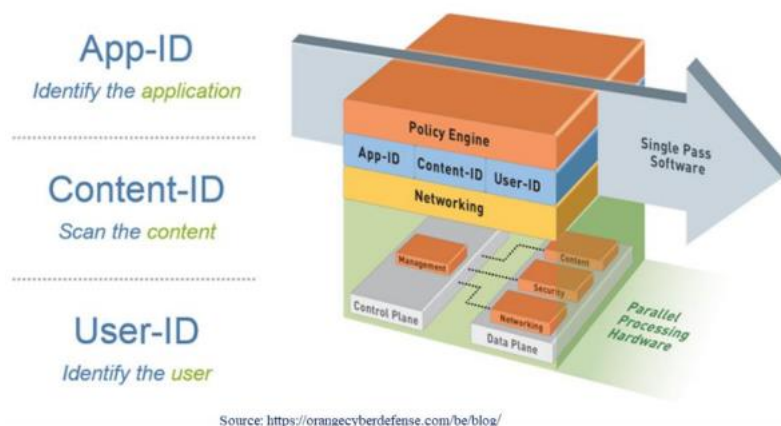 App-ID
Identify the application
Content-ID
Scan the content
User-ID
Identify the user
Policy Engine
App-ID
Content-ID
User-ID
Networking
Single Pass
Software
Management
Control Plane
Content
Security
Networking
Data Plane
Parallel
Processing
Hardware
Source: https://orangecyberdefense.com/be/blog/